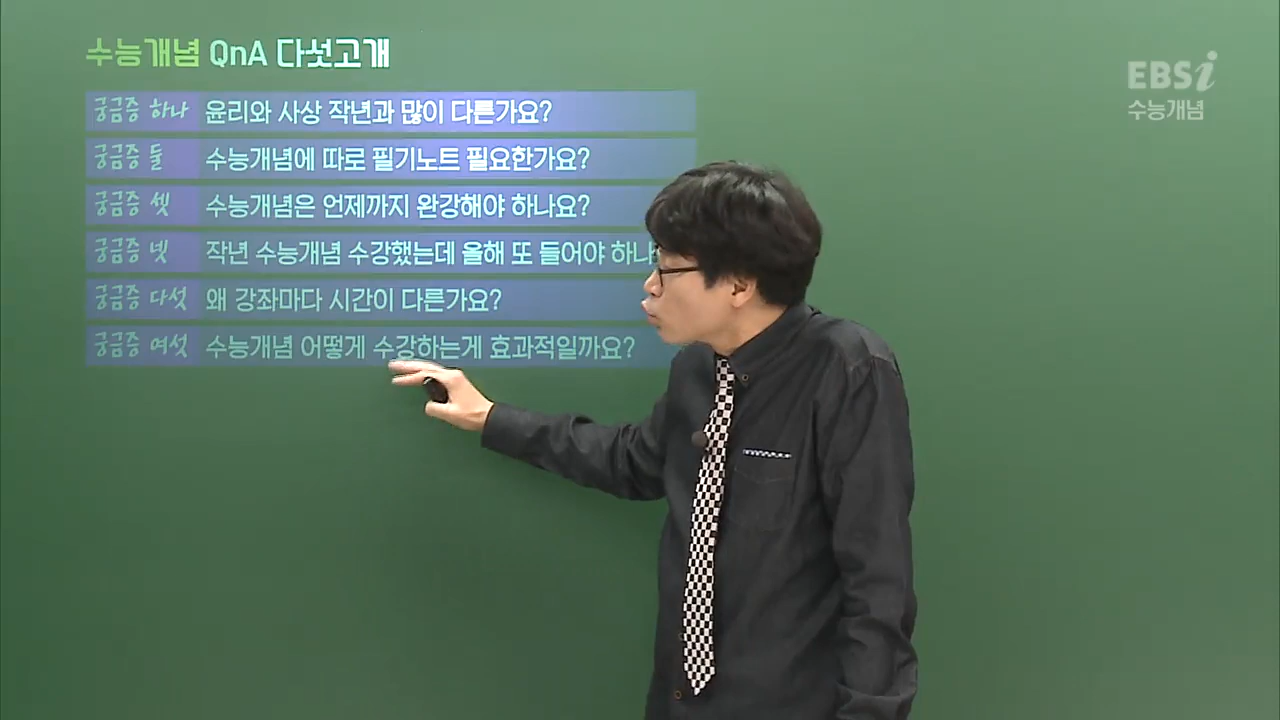 수능개념 QnA 다섯고개
EBSi
수능개념
궁금증 하나 윤리와 사상 작년과 많이 다른가요?
궁금증 둘 수능개념에 따로 필기노트 필요한가요?
궁금증 셋 수능개념은 언제까지 완강해야 하나요?
궁금증 넷 작년 수능개념 수강했는데 올해 또 들어야 하나
궁금증 다섯 왜 강좌마다 시간이 다른가요?
궁금증 여섯 수능개념 어떻게 수강하는게 효과적일까요?